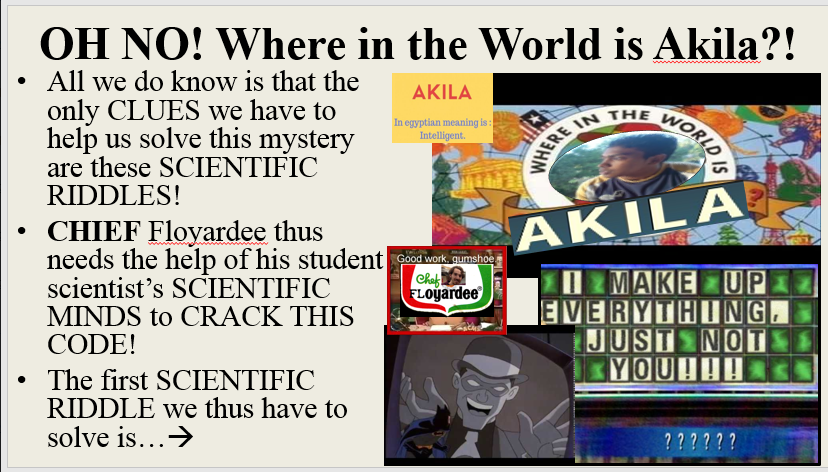 OH NO! Where in the World is Akila?!
• All we do know is that the
only CLUES we have to
help us solve this mystery
are these SCIENTIFIC
RIDDLES!
• CHIEF Floyardee thus
needs the help of his student
scientist's SCIENTIFIC
MINDS to CRACK THIS
CODE!
• The first SCIENTIFIC
RIDDLE we thus have to
solve is…→
AKILA
In egyptian meaning is :
Intelligent.
WHERE IN THE WORLD IS
AKILA
?
Good work, gumshoe.
Chef
FLOyardee
I MAKE UP
EVERYTHING,
JUST NOT
YOU!!!
??????